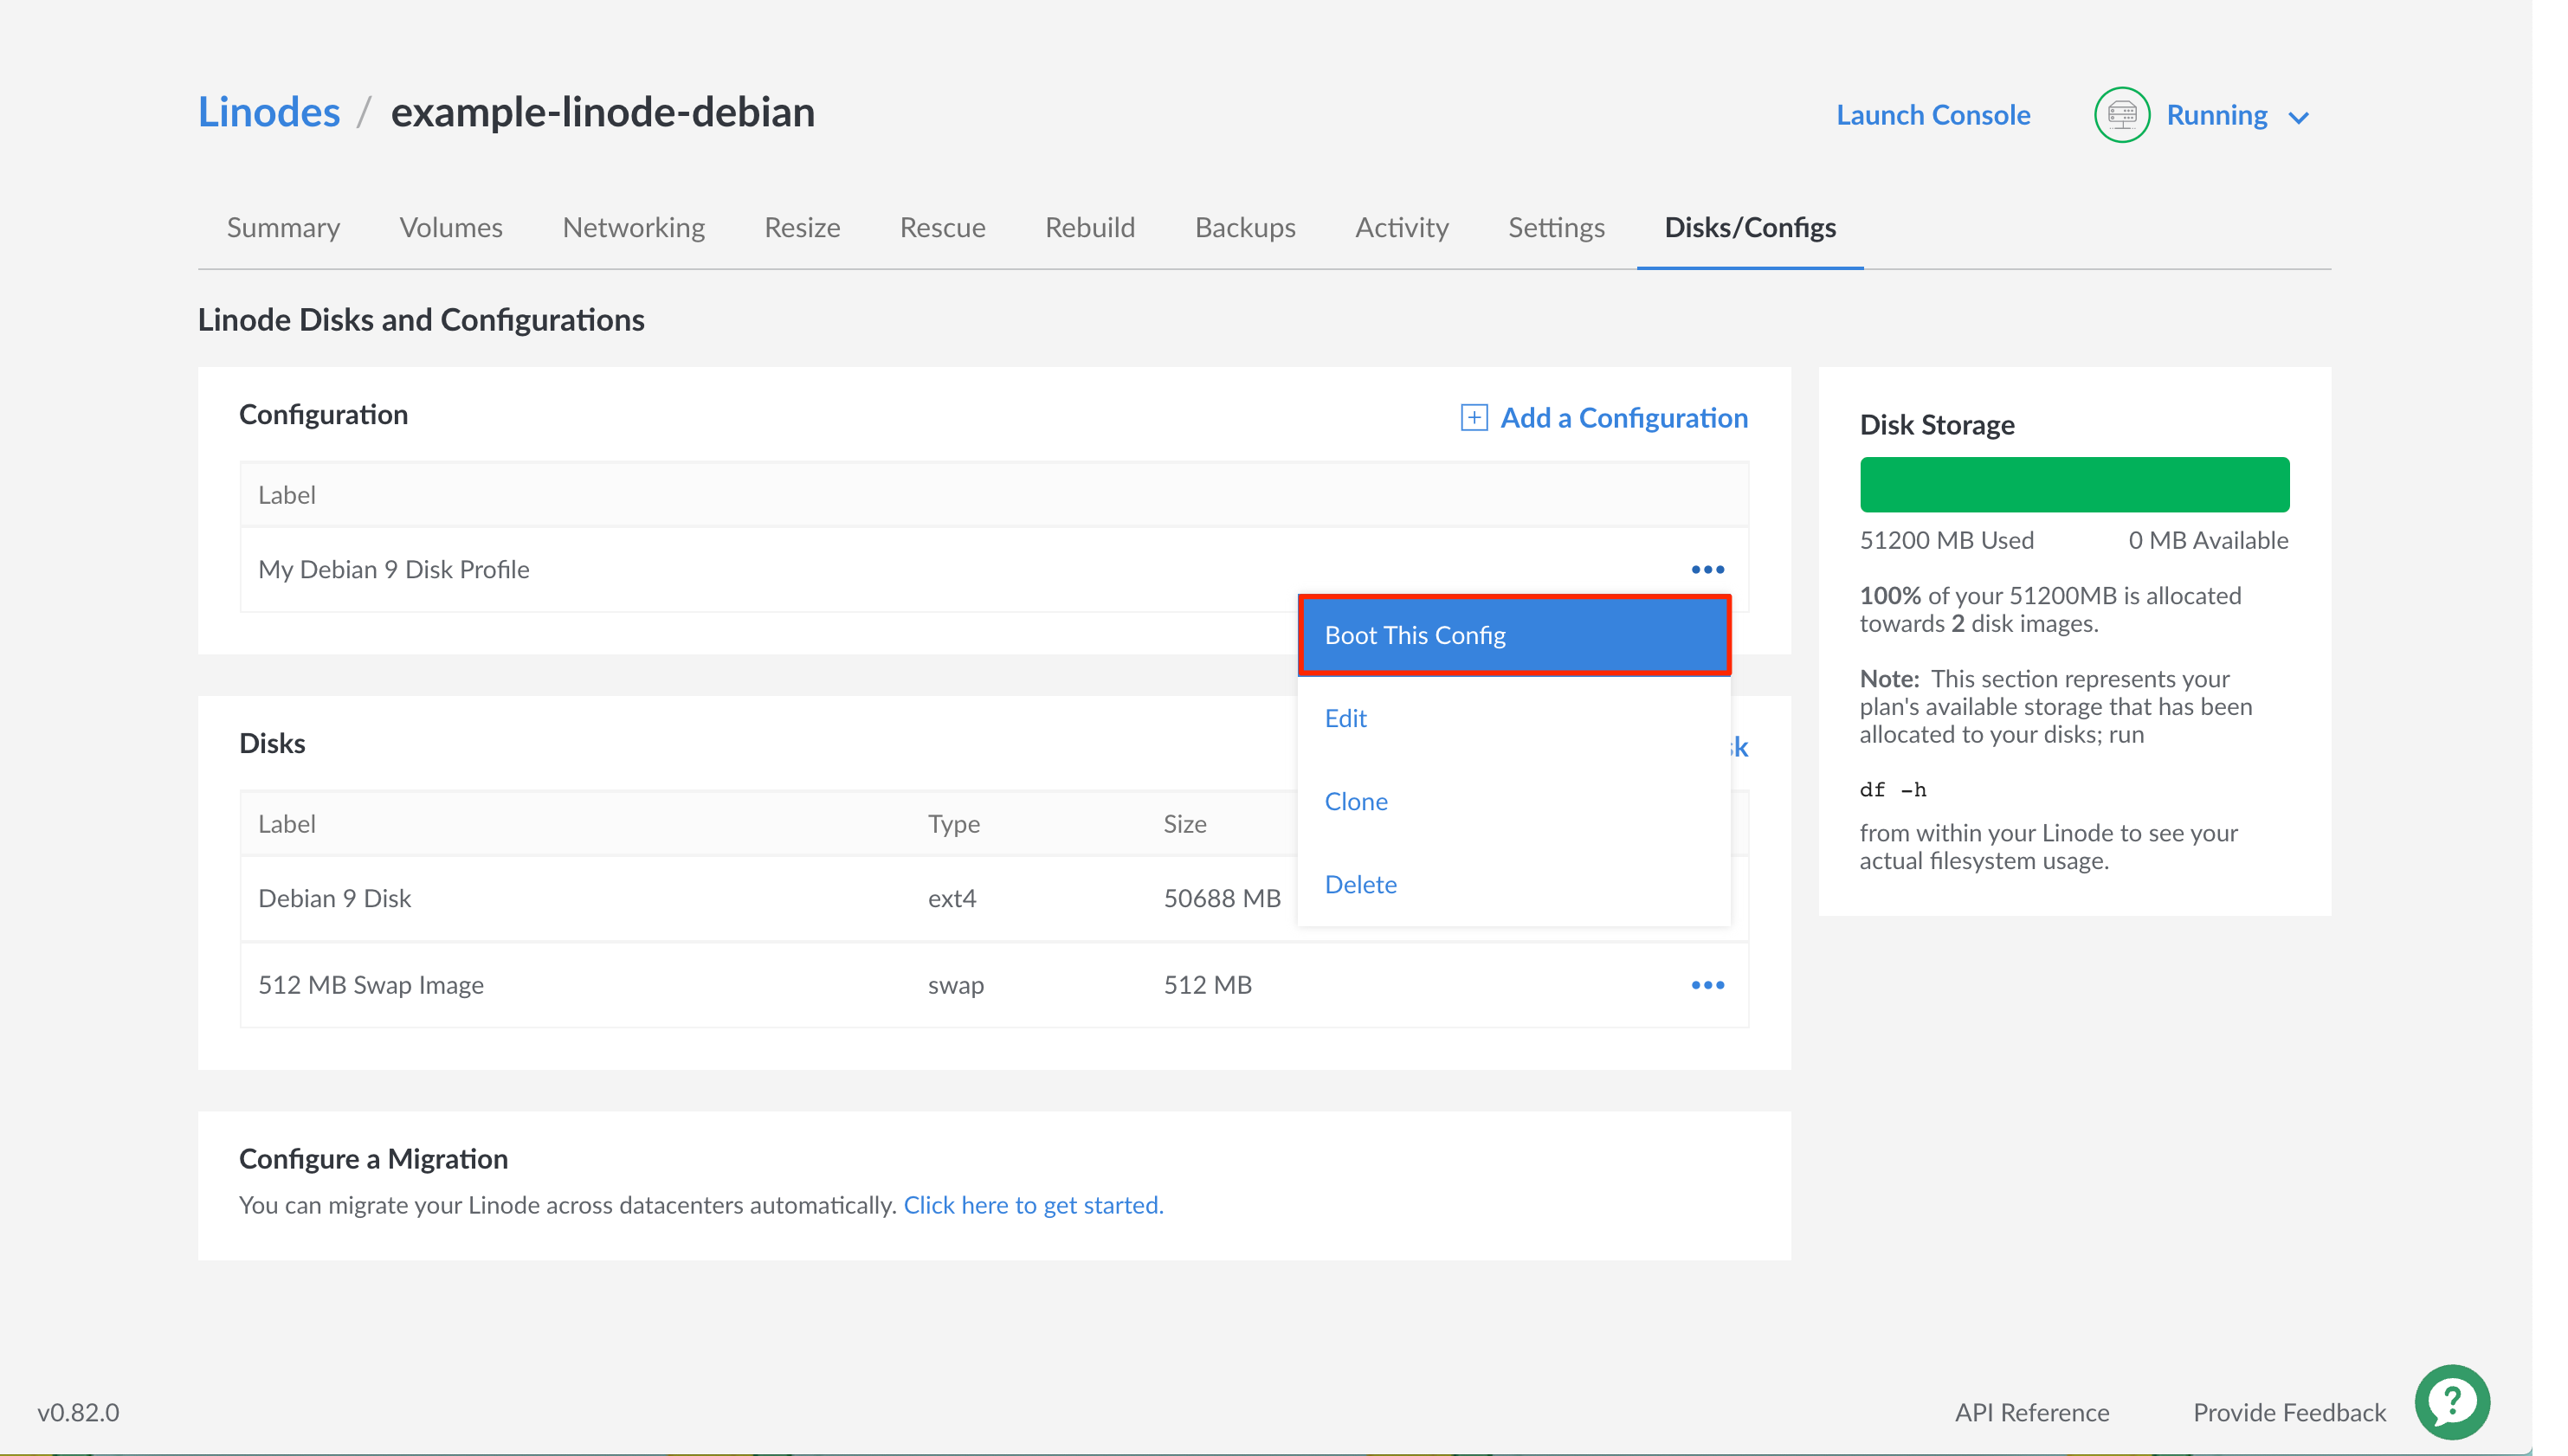 Linodes / example-linode-debian
Launch Console
Running
Summary Volumes Networking Resize Rescue Rebuild Backups Activity Settings Disks/Configs
Linode Disks and Configurations
Configuration
Add a Configuration
Label
My Debian 9 Disk Profile
Boot This Config
Edit
Clone
Delete
Disks
Label Type Size
Debian 9 Disk ext4 50688 MB
512 MB Swap Image swap 512 MB
Configure a Migration
You can migrate your Linode across datacenters automatically. Click here to get started.
Disk Storage
51200 MB Used 0 MB Available
100% of your 51200MB is allocated
towards 2 disk images.
Note: This section represents your
plan's available storage that has been
allocated to your disks; run
df -h
from within your Linode to see your
actual filesystem usage.
v0.82.0
API Reference
Provide Feedback